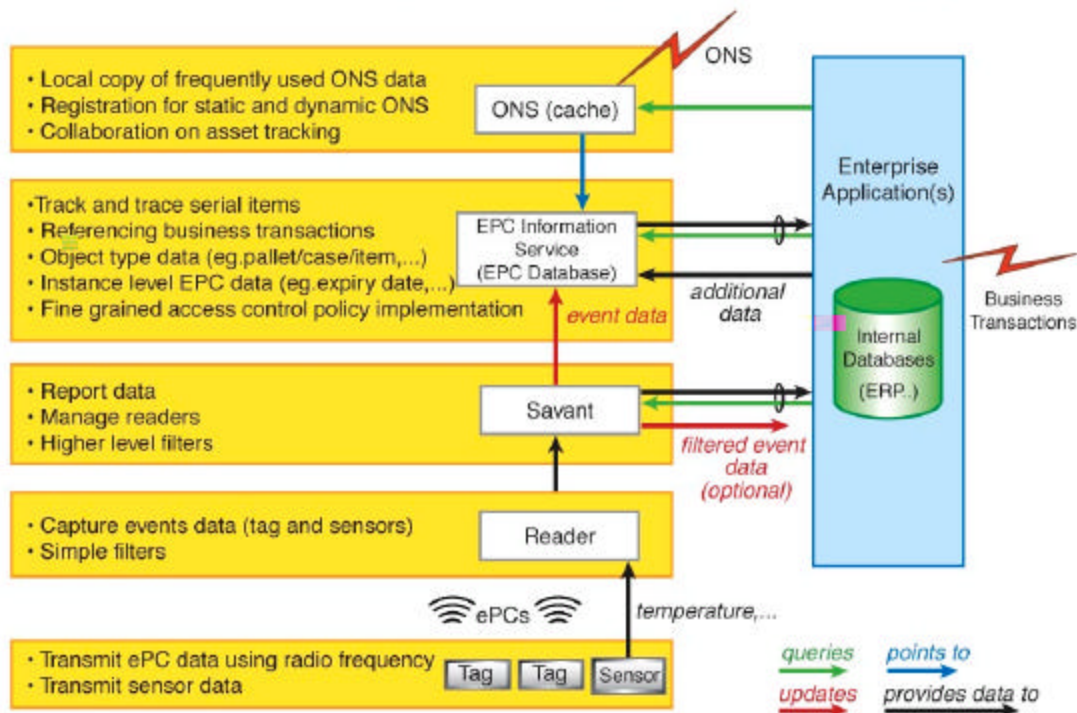 ONS
• Local copy of frequently used ONS data
• Registration for static and dynamic ONS
• Collaboration on asset tracking
ONS (cache)
Enterprise
Application(s)
•Track and trace serial items
• Referencing business transactions
• Object type data (eg.pallet/case/item,...)
• Instance level EPC data (eg.expiry date,...)
• Fine grained access control policy implementation
EPC Information
Service
(EPC Database)
event data
additional
data
Internal
Databases
(ERP..)
Business
Transactions
• Report data
• Manage readers
• Higher level filters
Savant
filtered event
data
(optional)
• Capture events data (tag and sensors)
• Simple filters
Reader
ePCs
temperature,...
• Transmit ePC data using radio frequency
• Transmit sensor data
Tag
Tag
Sensor
queries
points to
updates
provides data to